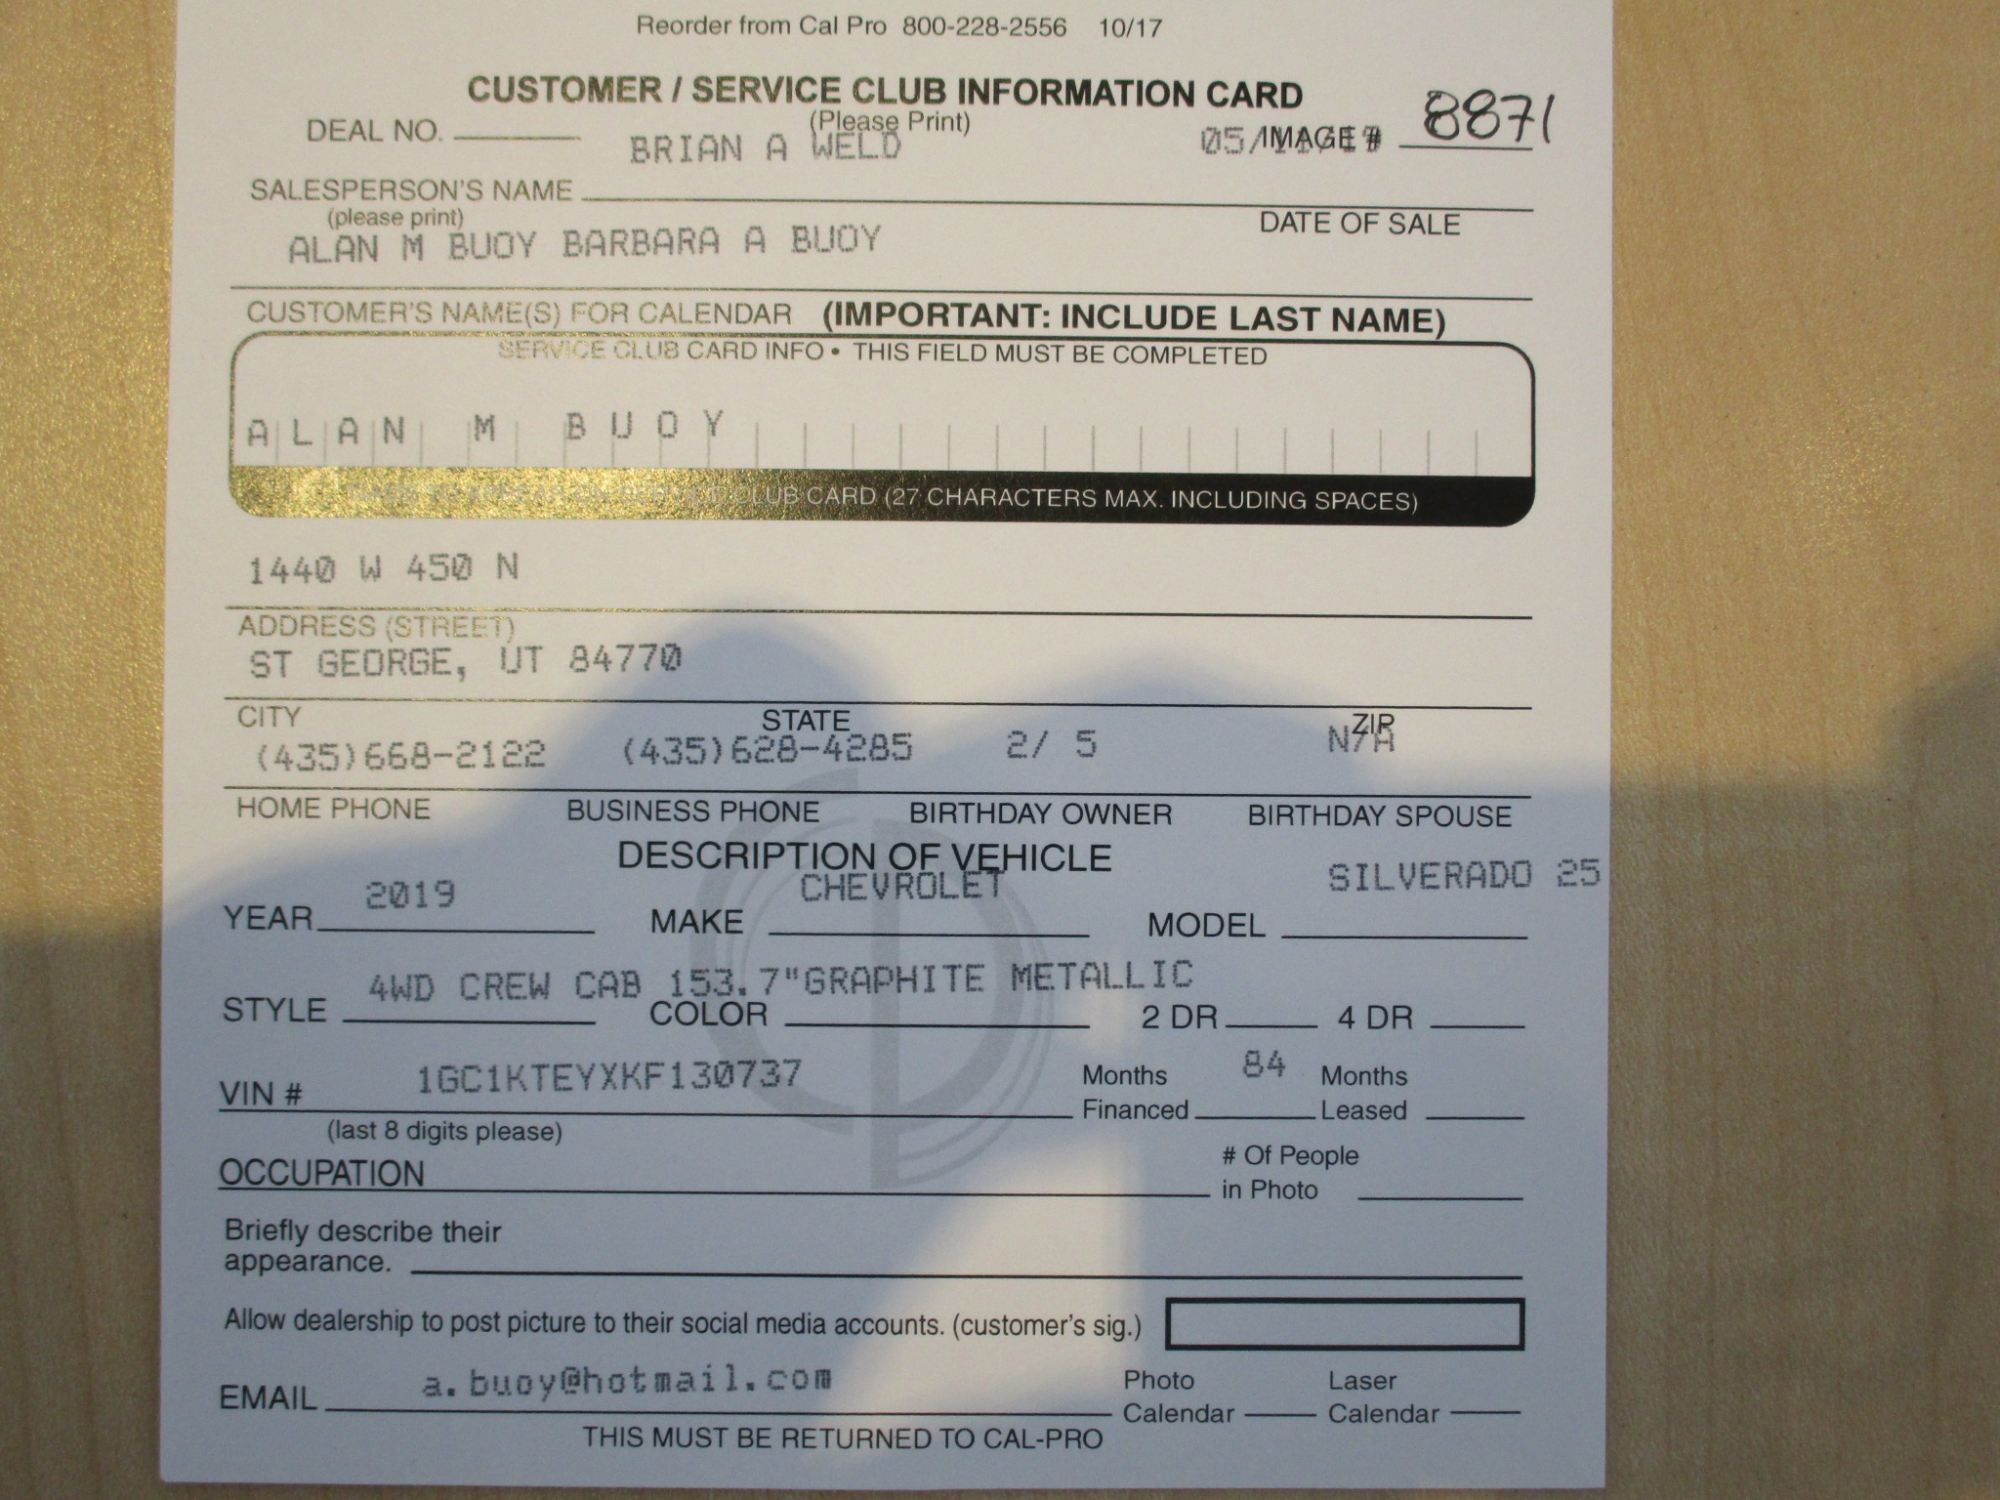 Reorder from Cal Pro 800-228-2556 10/17
CUSTOMER / SERVICE CLUB INFORMATION CARD
(Please Print)
DEAL NO. BRIAN A WELD 05/ IMAGE # 8871
SALESPERSON'S NAME
(please print) DATE OF SALE
ALAN M BUOY BARBARA A BUOY
CUSTOMER'S NAME(S) FOR CALENDAR (IMPORTANT: INCLUDE LAST NAME)
SERVICE CLUB CARD INFO • THIS FIELD MUST BE COMPLETED
ALAN M BUOY
CLUB CARD (27 CHARACTERS MAX. INCLUDING SPACES)
1440 W 450 N
ADDRESS (STREET)
ST GEORGE, UT 84770
CITY STATE ZIP
(435)668-2122 (435)628-4285 2/ 5 N/A
HOME PHONE BUSINESS PHONE BIRTHDAY OWNER BIRTHDAY SPOUSE
DESCRIPTION OF VEHICLE
2019 CHEVROLET SILVERADO 25
YEAR MAKE MODEL
4WD CREW CAB 153.7"GRAPHITE METALLIC
STYLE COLOR 2 DR 4 DR
1GC1KTEYXKF130737 Months 84 Months
VIN # Financed Leased
(last 8 digits please)
OCCUPATION # Of People
in Photo
Briefly describe their
appearance.
Allow dealership to post picture to their social media accounts. (customer's sig.)
a.buoy@hotmail.com Photo Laser
EMAIL Calendar Calendar
THIS MUST BE RETURNED TO CAL-PRO